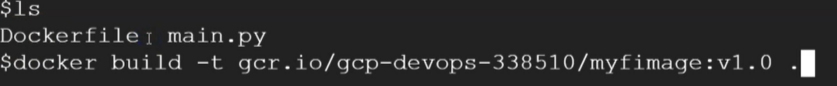 $ls
Dockerfile main.py
$docker build -t gcr.io/gcp-devops-338510/myfimage:v1.0 .